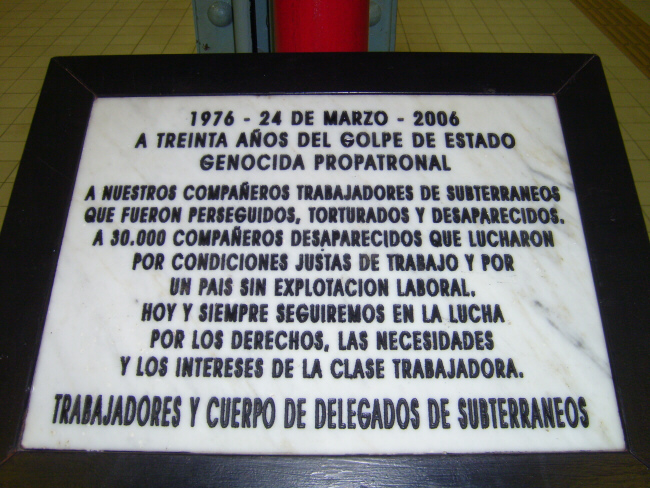 1976 - 24 DE MARZO - 2006
A TREINTA AÑOS DEL GOLPE DE ESTADO
GENOCIDA PROPATRONAL
A NUESTROS COMPAÑEROS TRABAJADORES DE SUBTERRANEOS
QUE FUERON PERSEGUIDOS, TORTURADOS Y DESAPARECIDOS.
A 30.000 COMPAÑEROS DESAPARECIDOS QUE LUCHARON
POR CONDICIONES JUSTAS DE TRABAJO Y POR
UN PAIS SIN EXPLOTACION LABORAL.
HOY Y SIEMPRE SEGUIREMOS EN LA LUCHA
POR LOS DERECHOS, LAS NECESIDADES
Y LOS INTERESES DE LA CLASE TRABAJADORA.
TRABAJADORES Y CUERPO DE DELEGADOS DE SUBTERRANEOS